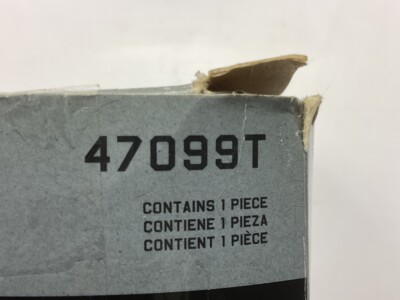 47099T
CONTAINS 1 PIECE
CONTIENE 1 PIEZA
CONTIENT 1 PIÈCE